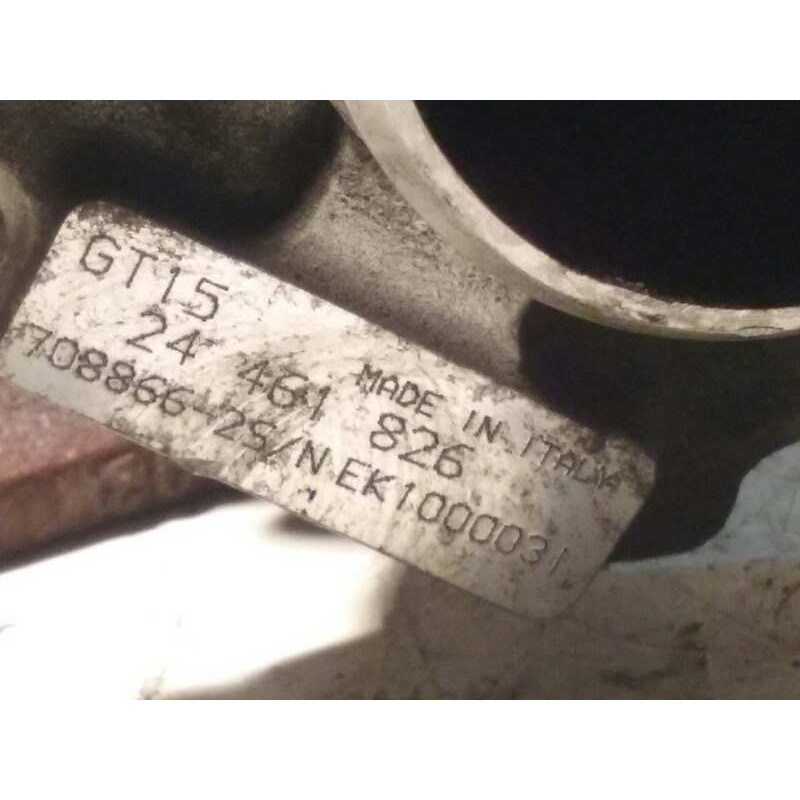 GT15
MADE IN ITALY
24 461 826
708866-2S/N EK1000031